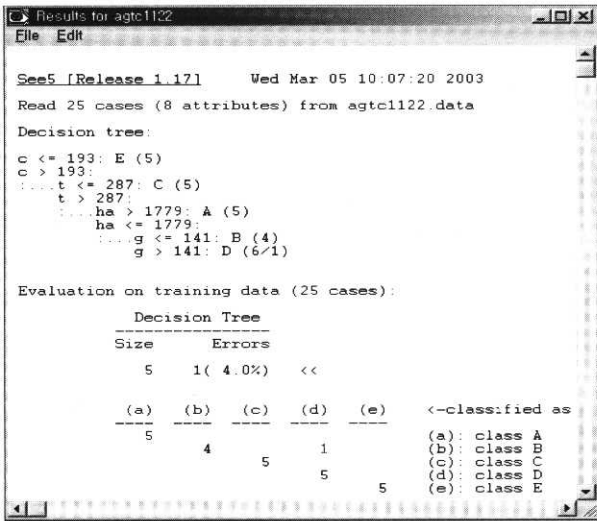 Results for agtc1122
File Edit
See5 [Release 1.17] Wed Mar 05 10:07:20 2003
Read 25 cases (8 attributes) from agtc1122.data
Decision tree:
c <= 193: E (5)
c > 193:
:...t <= 287: C (5)
t > 287:
:...ha > 1779: A (5)
ha <= 1779:
:...g <= 141: B (4)
g > 141: D (6/1)
Evaluation on training data (25 cases):
Decision Tree
----------------
Size Errors
5 1( 4.0%) <<
(a) (b) (c) (d) (e) <-classified as
---- ---- ---- ---- ----
5 (a): class A
4 1 (b): class B
5 (c): class C
5 (d): class D
5 (e): class E